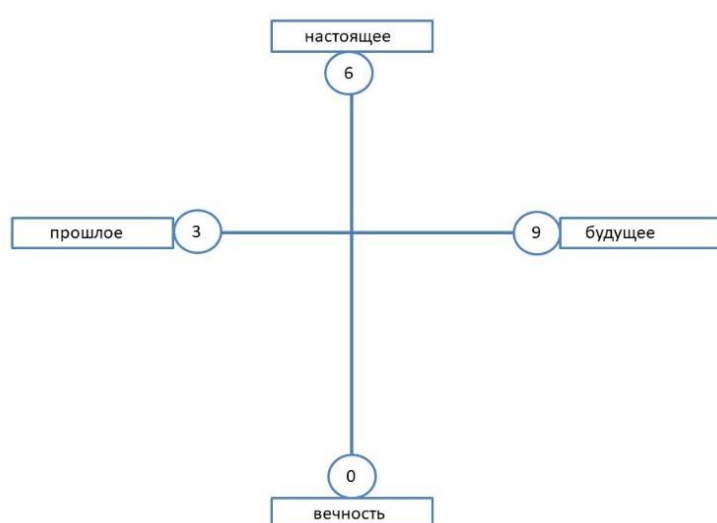 настоящее
6
прошлое 3 9 будущее
0
вечность